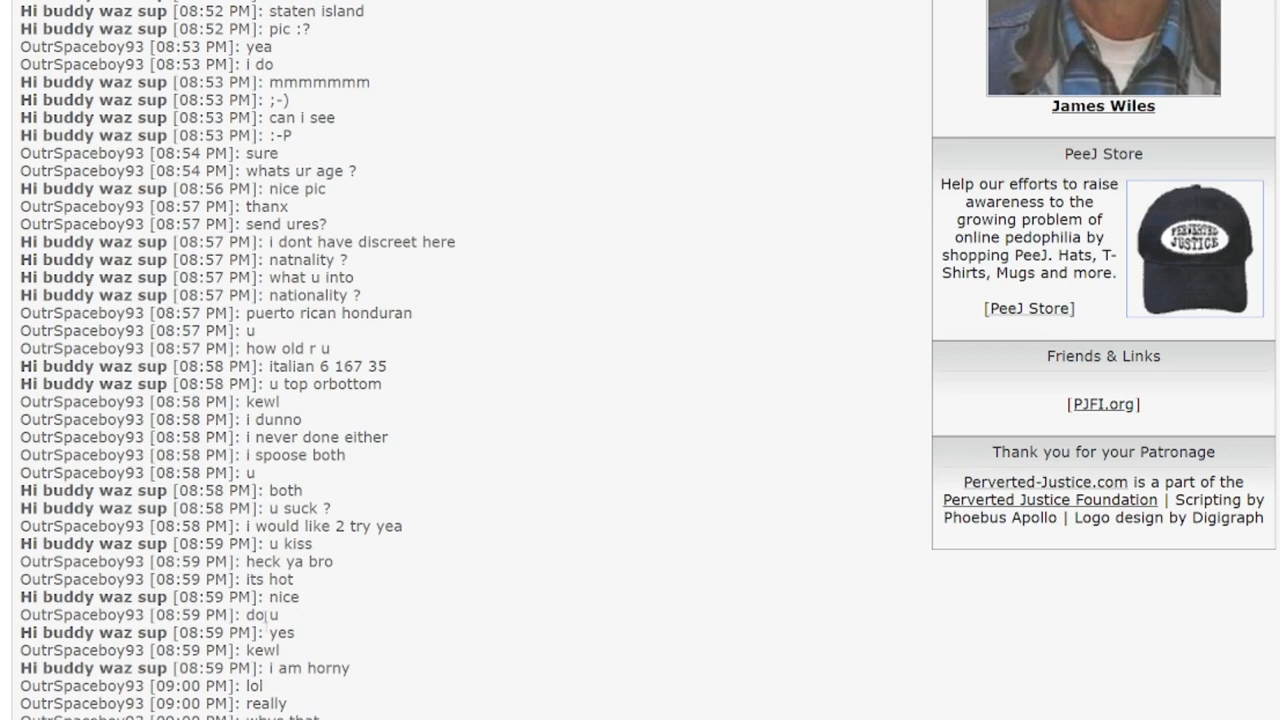 Hi buddy waz sup [08:52 PM]: staten island
Hi buddy waz sup [08:52 PM]: pic :?
OutrSpaceboy93 [08:53 PM]: yea
OutrSpaceboy93 [08:53 PM]: i do
Hi buddy waz sup [08:53 PM]: mmmmmmm
Hi buddy waz sup [08:53 PM]: ;-)
Hi buddy waz sup [08:53 PM]: can i see
Hi buddy waz sup [08:53 PM]: :-P
OutrSpaceboy93 [08:54 PM]: sure
OutrSpaceboy93 [08:54 PM]: whats ur age ?
Hi buddy waz sup [08:56 PM]: nice pic
OutrSpaceboy93 [08:57 PM]: thanx
OutrSpaceboy93 [08:57 PM]: send ures?
Hi buddy waz sup [08:57 PM]: i dont have discreet here
Hi buddy waz sup [08:57 PM]: natnality ?
Hi buddy waz sup [08:57 PM]: what u into
Hi buddy waz sup [08:57 PM]: nationality ?
OutrSpaceboy93 [08:57 PM]: puerto rican honduran
OutrSpaceboy93 [08:57 PM]: u
OutrSpaceboy93 [08:57 PM]: how old r u
Hi buddy waz sup [08:58 PM]: italian 6 167 35
Hi buddy waz sup [08:58 PM]: u top orbottom
OutrSpaceboy93 [08:58 PM]: kewl
OutrSpaceboy93 [08:58 PM]: i dunno
OutrSpaceboy93 [08:58 PM]: i never done either
OutrSpaceboy93 [08:58 PM]: i spoose both
OutrSpaceboy93 [08:58 PM]: u
Hi buddy waz sup [08:58 PM]: both
Hi buddy waz sup [08:58 PM]: u suck ?
OutrSpaceboy93 [08:58 PM]: i would like 2 try yea
Hi buddy waz sup [08:59 PM]: u kiss
OutrSpaceboy93 [08:59 PM]: heck ya bro
OutrSpaceboy93 [08:59 PM]: its hot
Hi buddy waz sup [08:59 PM]: nice
OutrSpaceboy93 [08:59 PM]: do u
Hi buddy waz sup [08:59 PM]: yes
OutrSpaceboy93 [08:59 PM]: kewl
Hi buddy waz sup [08:59 PM]: i am horny
OutrSpaceboy93 [09:00 PM]: lol
OutrSpaceboy93 [09:00 PM]: really
James Wiles
PeeJ Store
Help our efforts to raise
awareness to the
growing problem of
online pedophilia by
shopping PeeJ. Hats, T-
Shirts, Mugs and more.
[PeeJ Store]
PERVERTED
JUSTICE
Friends & Links
[PJFI.org]
Thank you for your Patronage
Perverted-Justice.com is a part of the
Perverted Justice Foundation | Scripting by
Phoebus Apollo | Logo design by Digigraph